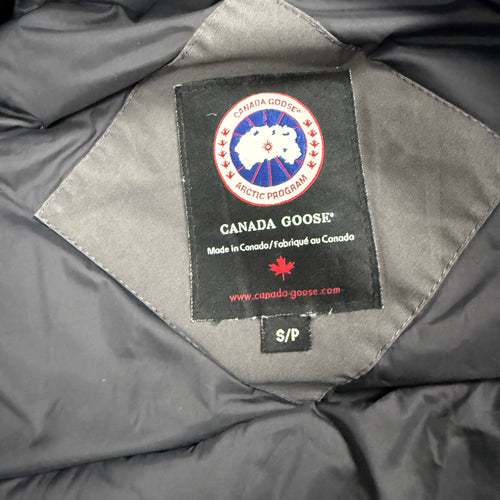 CANADA GOOSE®
ARCTIC PROGRAM
CANADA GOOSE®
Made in Canada/Fabriqué au Canada
www.canada-goose.com
S/P